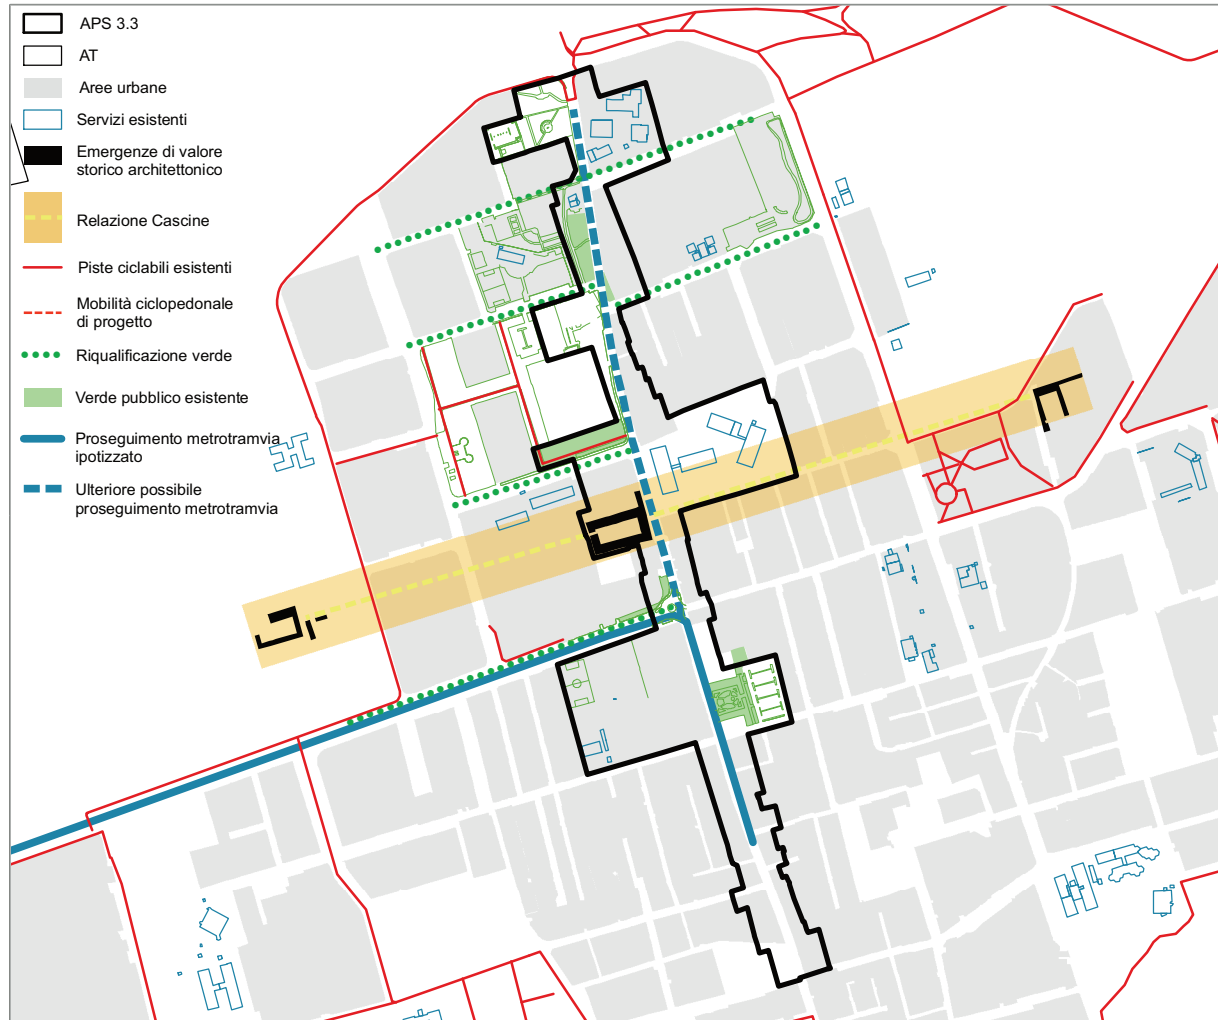 APS 3.3
AT
Aree urbane
Servizi esistenti
Emergenze di valore
storico architettonico
Relazione Cascine
Piste ciclabili esistenti
Mobilità ciclopedonale
di progetto
Riqualificazione verde
Verde pubblico esistente
Proseguimento metrotramvia
ipotizzato
Ulteriore possibile
proseguimento metrotramvia